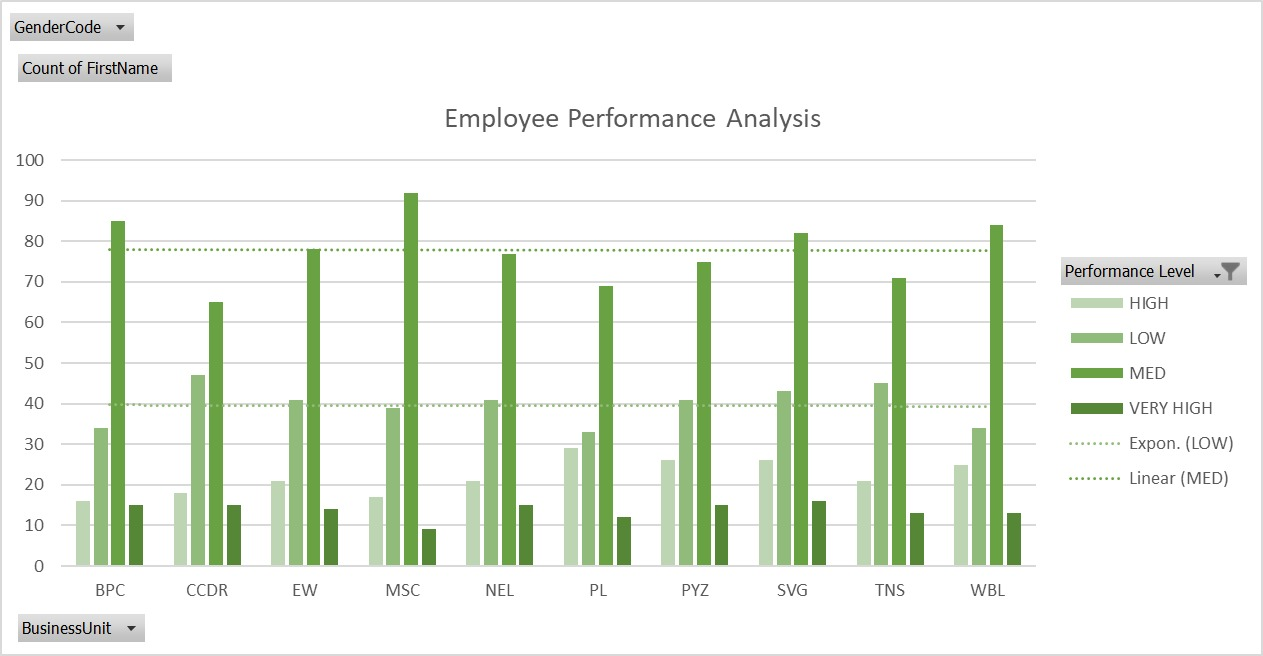 GenderCode
Count of FirstName
Employee Performance Analysis
100
90
80
70
60
50
40
30
20
10
0
BPC CCDR EW MSC NEL PL PYZ SVG TNS WBL
Performance Level
HIGH
LOW
MED
VERY HIGH
Expon. (LOW)
Linear (MED)
BusinessUnit